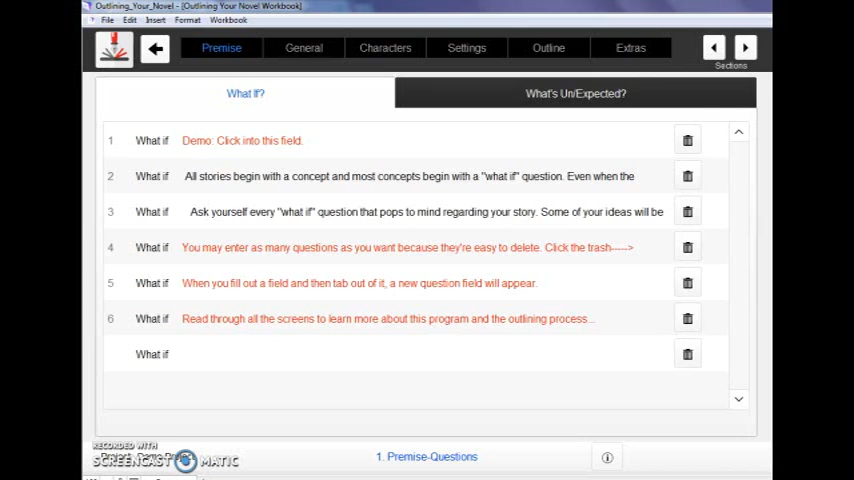 Outlining_Your_Novel - [Outlining Your Novel Workbook]
File Edit Insert Format Workbook
Premise General Characters Settings Outline Extras
Sections
What If? What's Un/Expected?
1 What if Demo: Click into this field.
2 What if All stories begin with a concept and most concepts begin with a "what if" question. Even when the
3 What if Ask yourself every "what if" question that pops to mind regarding your story. Some of your ideas will be
4 What if You may enter as many questions as you want because they're easy to delete. Click the trash----->
5 What if When you fill out a field and then tab out of it, a new question field will appear.
6 What if Read through all the screens to learn more about this program and the outlining process...
What if
RECORDED WITH
Project: Demo Project 1. Premise-Questions
SCREENCAST MATIC